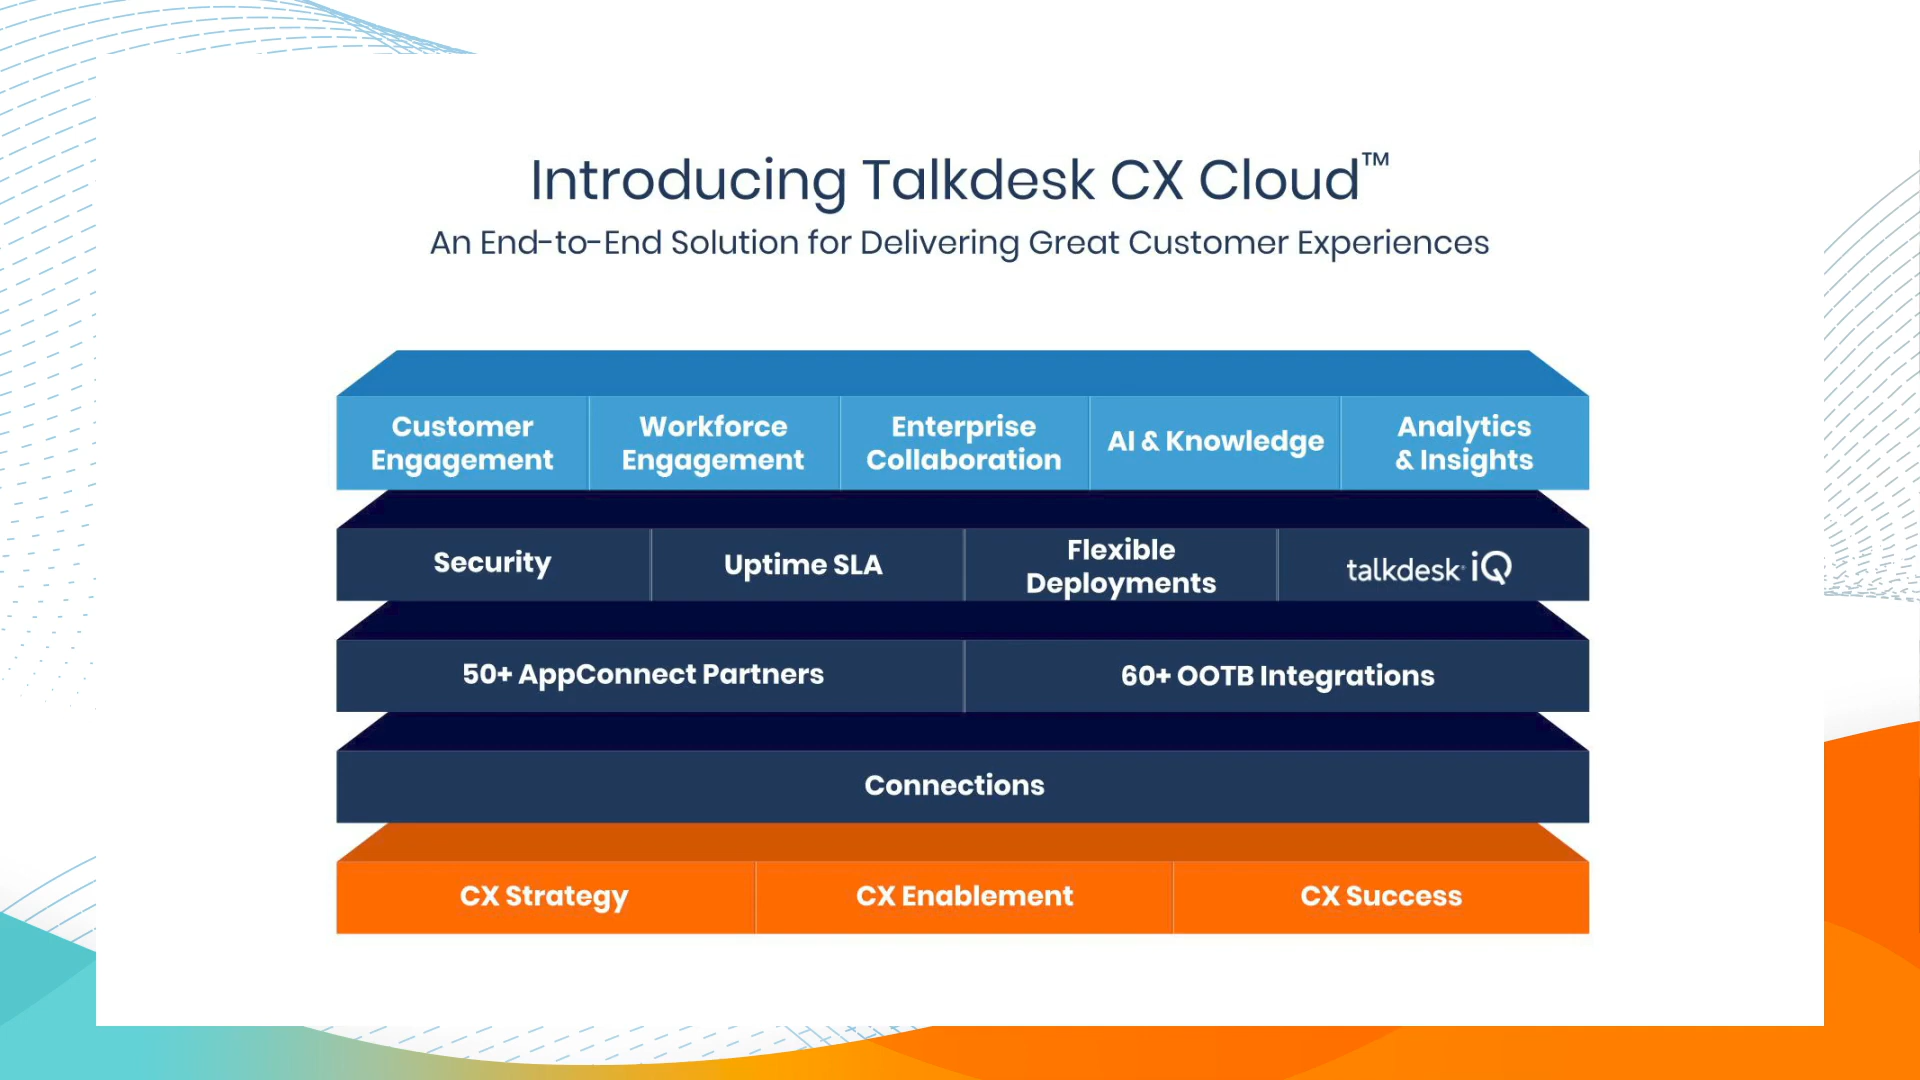 Introducing Talkdesk CX Cloud™
An End-to-End Solution for Delivering Great Customer Experiences
Customer
Engagement
Workforce
Engagement
Enterprise
Collaboration
AI & Knowledge
Analytics
& Insights
Security
Uptime SLA
Flexible
Deployments
talkdesk® iQ
50+ AppConnect Partners
60+ OOTB Integrations
Connections
CX Strategy
CX Enablement
CX Success